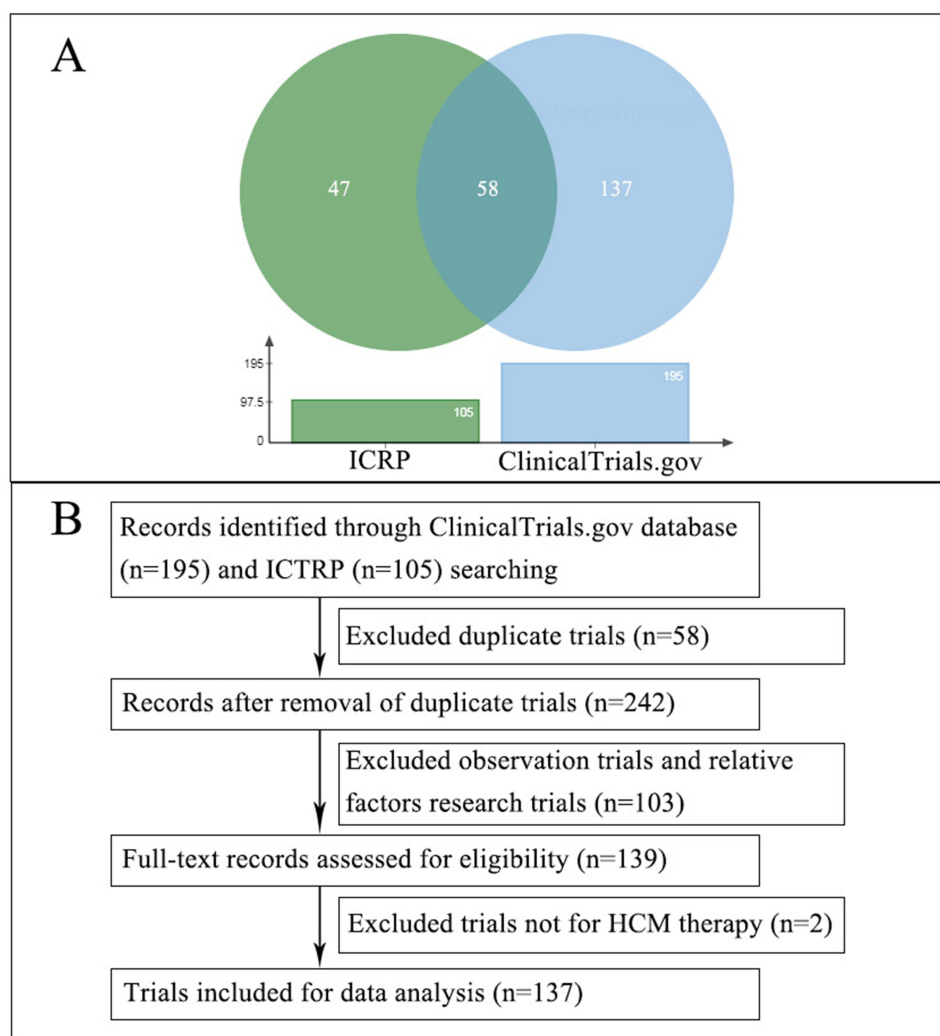 A
47
58
137
195
97.5
0
105
195
ICRP
ClinicalTrials.gov
B
Records identified through ClinicalTrials.gov database
(n=195) and ICTRP (n=105) searching
Excluded duplicate trials (n=58)
Records after removal of duplicate trials (n=242)
Excluded observation trials and relative
factors research trials (n=103)
Full-text records assessed for eligibility (n=139)
Excluded trials not for HCM therapy (n=2)
Trials included for data analysis (n=137)